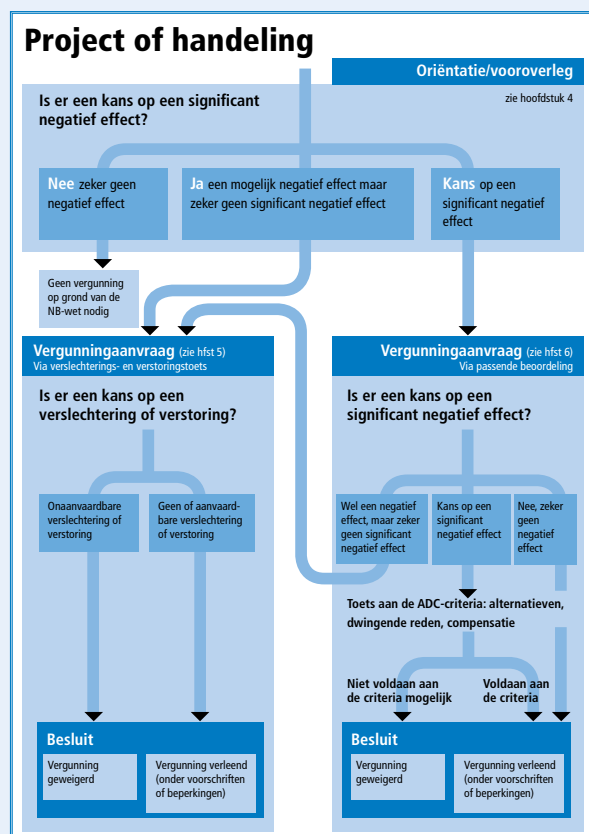 Project of handeling
Oriëntatie/vooroverleg
zie hoofdstuk 4
Is er een kans op een significant
negatief effect?
Nee zeker geen
negatief effect
Ja een mogelijk negatief effect maar
zeker geen significant negatief effect
Kans op een
significant negatief
effect
Geen vergunning
op grond van de
NB-wet nodig
Vergunningaanvraag (zie hfst 5)
Via verslechterings- en verstoringstoets
Is er een kans op een
verslechtering of verstoring?
Onaanvaardbare
verslechtering of
verstoring
Geen of aanvaard-
bare verslechtering
of verstoring
Besluit
Vergunning
geweigerd
Vergunning verleend
(onder voorschriften
of beperkingen)
Vergunningaanvraag (zie hfst 6)
Via passende beoordeling
Is er een kans op een
significant negatief effect?
Wel een negatief
effect, maar zeker
geen significant
negatief effect
Kans op een
significant
negatief effect
Nee, zeker
geen
negatief
effect
Toets aan de ADC-criteria: alternatieven,
dwingende reden, compensatie
Niet voldaan aan
de criteria mogelijk
Voldaan aan
de criteria
Besluit
Vergunning
geweigerd
Vergunning verleend
(onder voorschriften
of beperkingen)